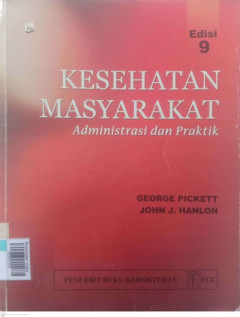 Edisi
9
KESEHATAN
MASYARAKAT
Administrasi dan Praktik
GEORGE PICKETT
JOHN J. HANLON
PENERBIT BUKU KEDOKTERAN
EGC